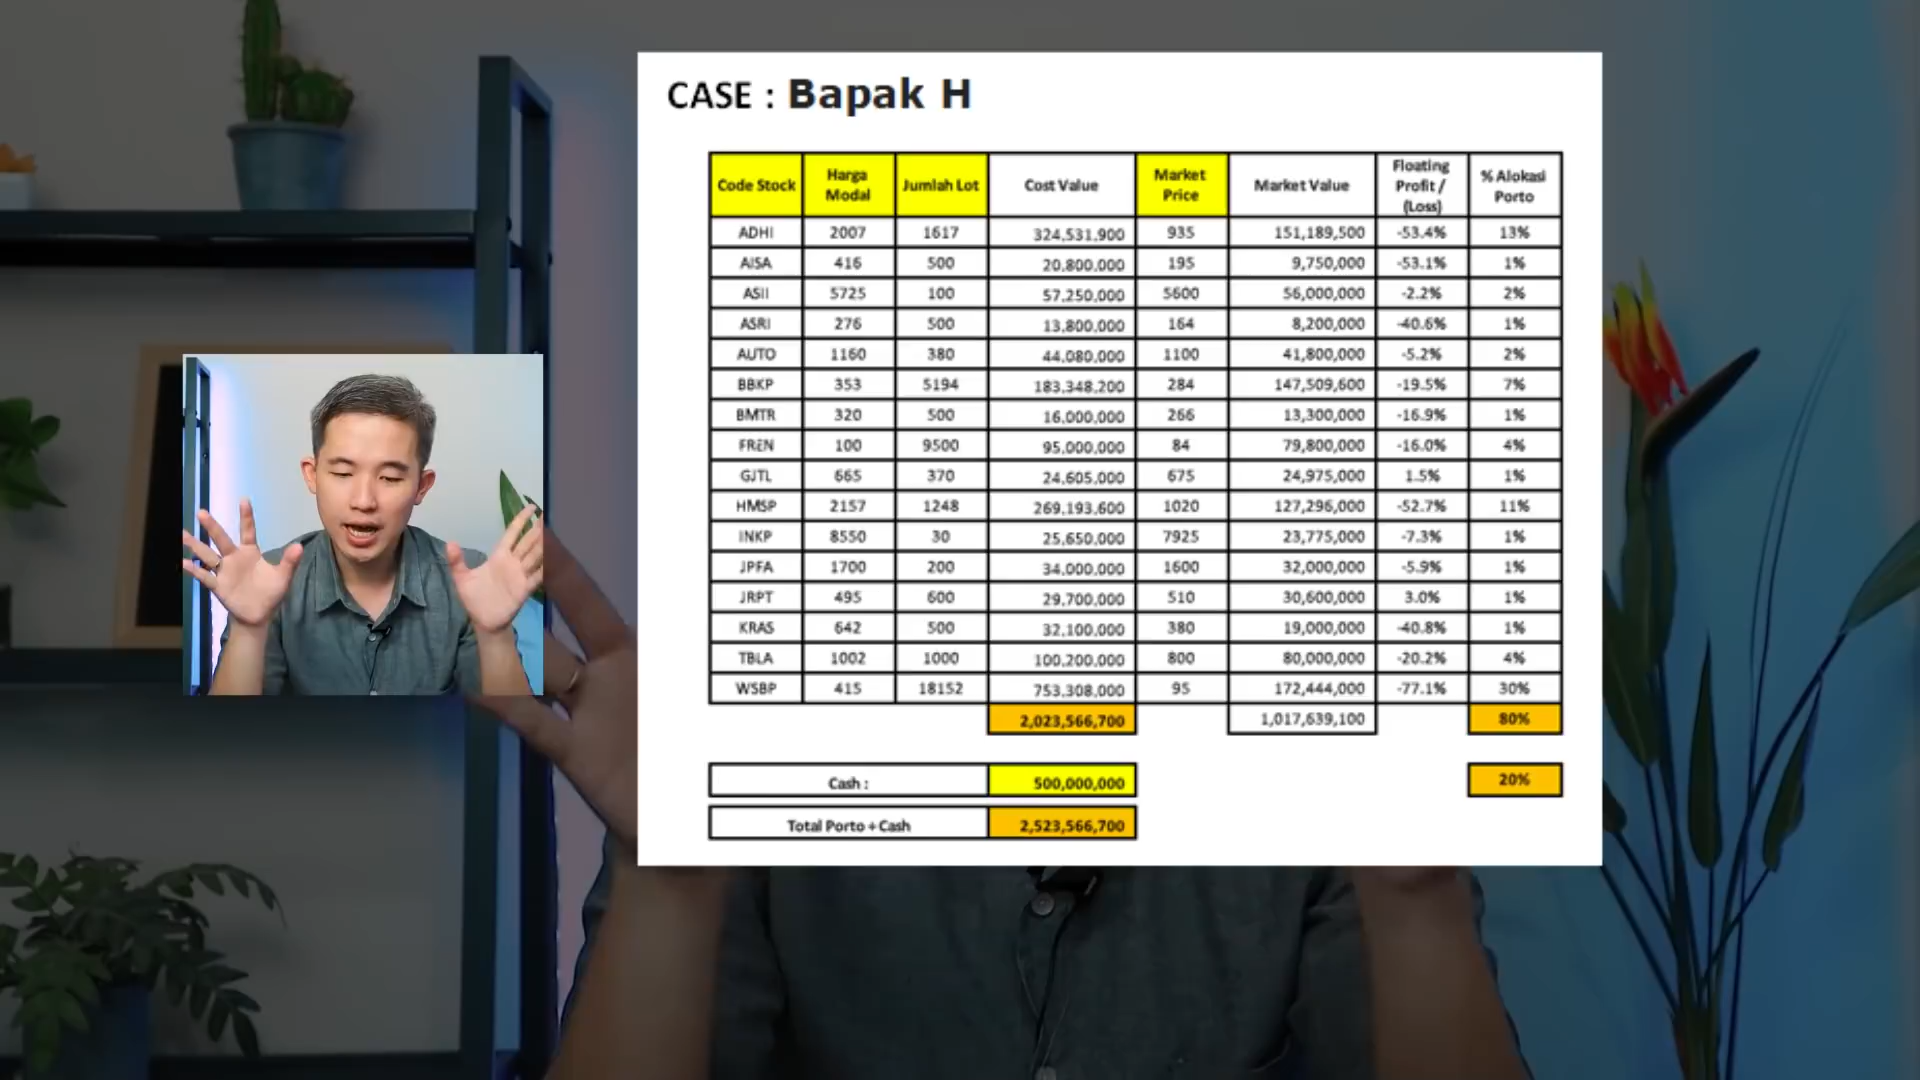 CASE : Bapak H
Code Stock Harga Modal Jumlah Lot Cost Value Market Price Market Value Floating Profit / (Loss) % Alokasi Porto
ADHI 2007 1617 324,531,900 935 151,189,500 -53.4% 13%
AISA 416 500 20,800,000 195 9,750,000 -53.1% 1%
ASII 5725 100 57,250,000 5600 56,000,000 -2.2% 2%
ASRI 276 500 13,800,000 164 8,200,000 -40.6% 1%
AUTO 1160 380 44,080,000 1100 41,800,000 -5.2% 2%
BBKP 353 5194 183,348,200 284 147,509,600 -19.5% 7%
BMTR 320 500 16,000,000 266 13,300,000 -16.9% 1%
FREN 100 9500 95,000,000 84 79,800,000 -16.0% 4%
GJTL 665 370 24,605,000 675 24,975,000 1.5% 1%
HMSP 2157 1248 269,193,600 1020 127,296,000 -52.7% 11%
INKP 8550 30 25,650,000 7925 23,775,000 -7.3% 1%
JPFA 1700 200 34,000,000 1600 32,000,000 -5.9% 1%
JRPT 495 600 29,700,000 510 30,600,000 3.0% 1%
KRAS 642 500 32,100,000 380 19,000,000 -40.8% 1%
TBLA 1002 1000 100,200,000 800 80,000,000 -20.2% 4%
WSBP 415 18152 753,308,000 95 172,444,000 -77.1% 30%
2,023,566,700 1,017,639,100 80%
Cash : 500,000,000 20%
Total Porto + Cash 2,523,566,700